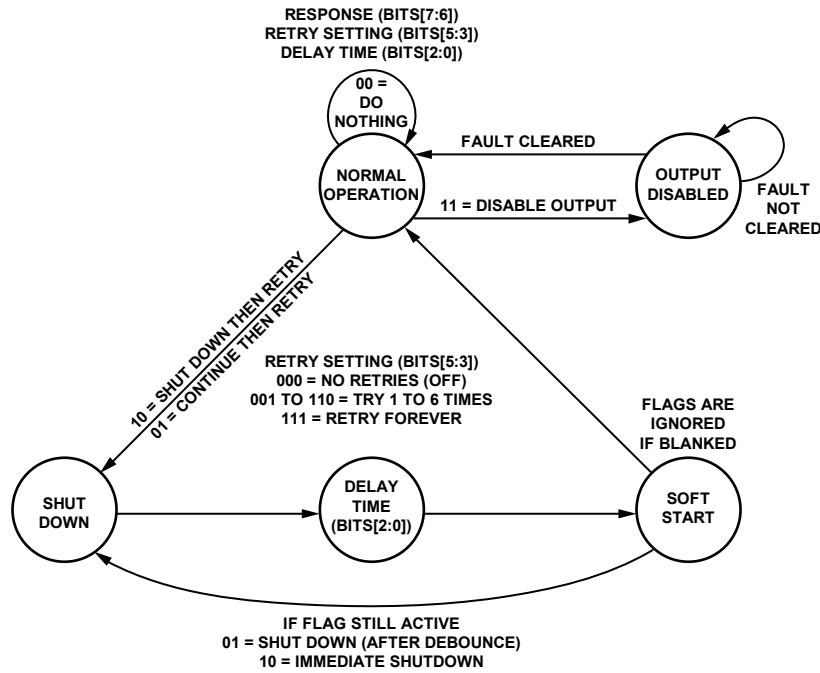 RESPONSE (BITS[7:6])
RETRY SETTING (BITS[5:3])
DELAY TIME (BITS[2:0])
00 =
DO
NOTHING
NORMAL
OPERATION
FAULT CLEARED
11 = DISABLE OUTPUT
OUTPUT
DISABLED
FAULT
NOT
CLEARED
10 = SHUT DOWN THEN RETRY
01 = CONTINUE THEN RETRY
RETRY SETTING (BITS[5:3])
000 = NO RETRIES (OFF)
001 TO 110 = TRY 1 TO 6 TIMES
111 = RETRY FOREVER
FLAGS ARE
IGNORED
IF BLANKED
SHUT
DOWN
DELAY
TIME
(BITS[2:0])
SOFT
START
IF FLAG STILL ACTIVE
01 = SHUT DOWN (AFTER DEBOUNCE)
10 = IMMEDIATE SHUTDOWN